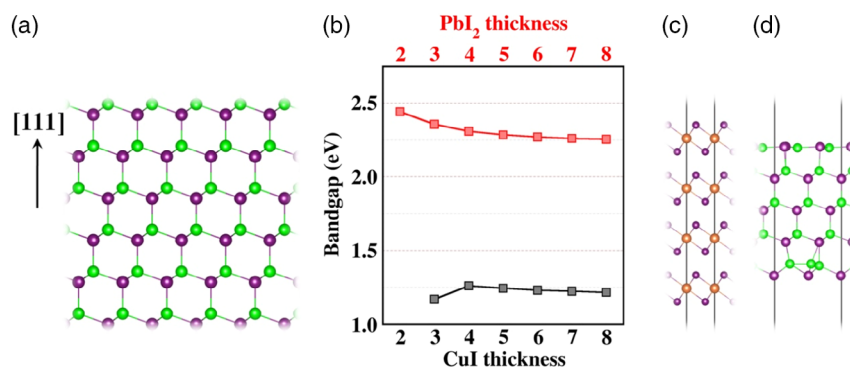 (a)
[111]
(b)
PbI2 thickness
2 3 4 5 6 7 8
Bandgap (eV)
2.5
2.0
1.5
1.0
2 3 4 5 6 7 8
CuI thickness
(c)
(d)